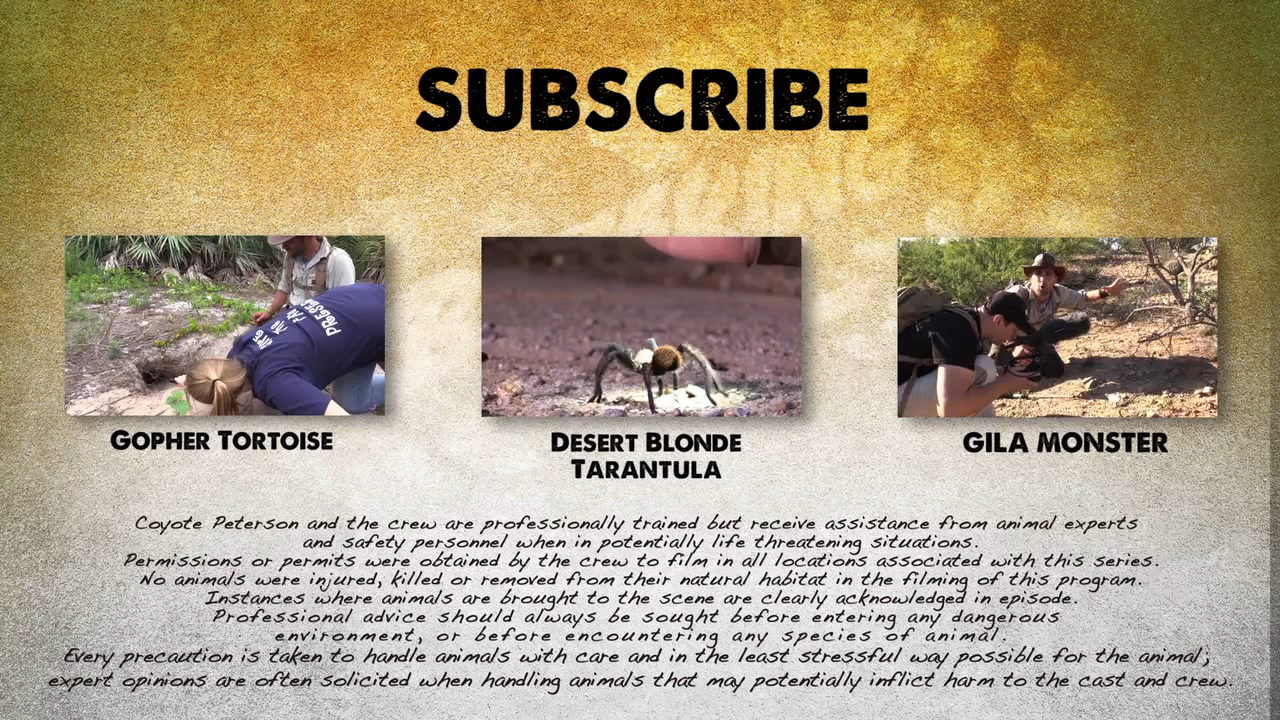 SUBSCRIBE
GOPHER TORTOISE
DESERT BLONDE
TARANTULA
GILA MONSTER
Coyote Peterson and the crew are professionally trained but receive assistance from animal experts
and safety personnel when in potentially life threatening situations.
Permissions or permits were obtained by the crew to film in all locations associated with this series.
No animals were injured, killed or removed from their natural habitat in the filming of this program.
Instances where animals are brought to the scene are clearly acknowledged in episode.
Professional advice should always be sought before entering any dangerous
environment, or before encountering any species of animal.
Every precaution is taken to handle animals with care and in the least stressful way possible for the animal;
expert opinions are often solicited when handling animals that may potentially inflict harm to the cast and crew.